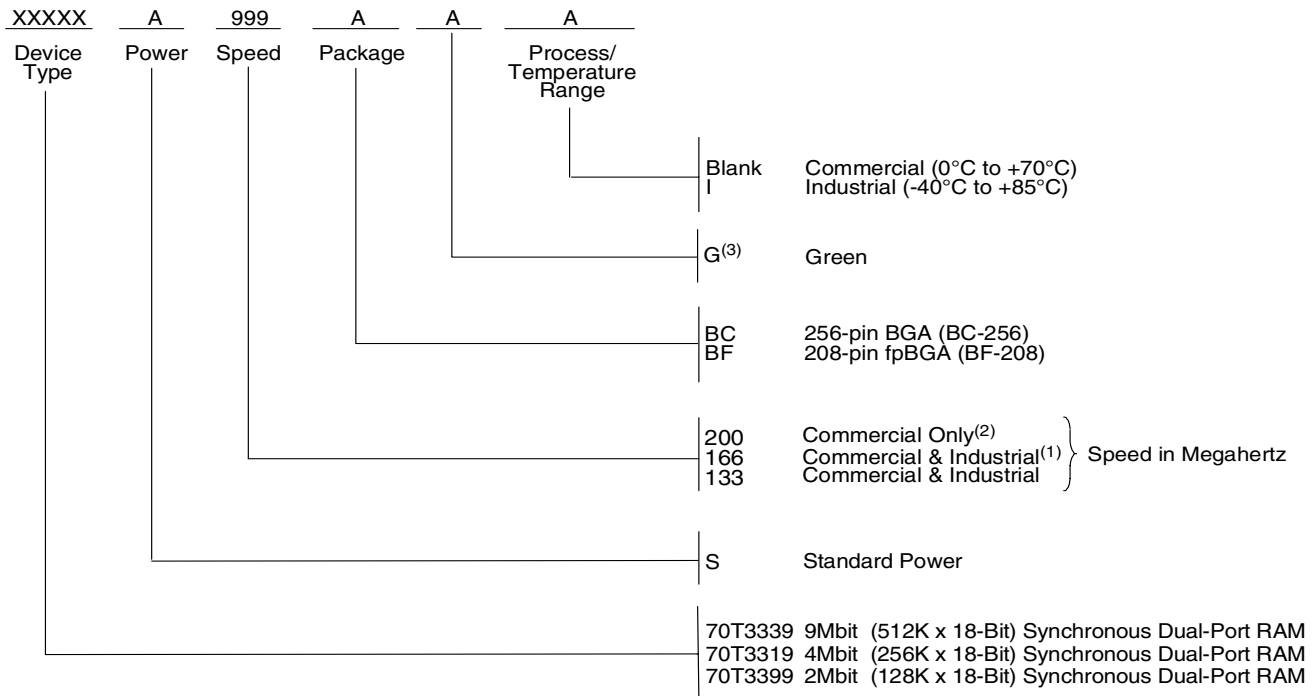 XXXXX A 999 A A A
Device Type Power Speed Package Process/ Temperature Range
Blank Commercial (0°C to +70°C)
I Industrial (-40°C to +85°C)
G(3) Green
BC 256-pin BGA (BC-256)
BF 208-pin fpBGA (BF-208)
200 Commercial Only(2)
166 Commercial & Industrial(1) Speed in Megahertz
133 Commercial & Industrial
S Standard Power
70T3339 9Mbit (512K x 18-Bit) Synchronous Dual-Port RAM
70T3319 4Mbit (256K x 18-Bit) Synchronous Dual-Port RAM
70T3399 2Mbit (128K x 18-Bit) Synchronous Dual-Port RAM